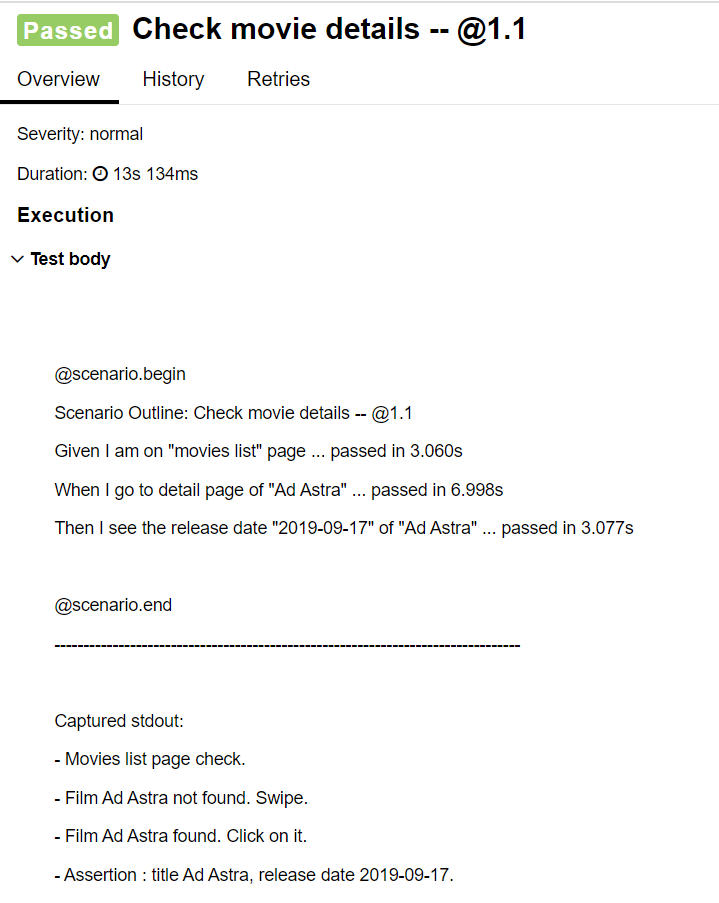 Passed Check movie details -- @1.1
Overview History Retries
Severity: normal
Duration: 13s 134ms
Execution
Test body
@scenario.begin
Scenario Outline: Check movie details -- @1.1
Given I am on "movies list" page ... passed in 3.060s
When I go to detail page of "Ad Astra" ... passed in 6.998s
Then I see the release date "2019-09-17" of "Ad Astra" ... passed in 3.077s
@scenario.end
--------------------------------------------------------------------------------
Captured stdout:
- Movies list page check.
- Film Ad Astra not found. Swipe.
- Film Ad Astra found. Click on it.
- Assertion : title Ad Astra, release date 2019-09-17.